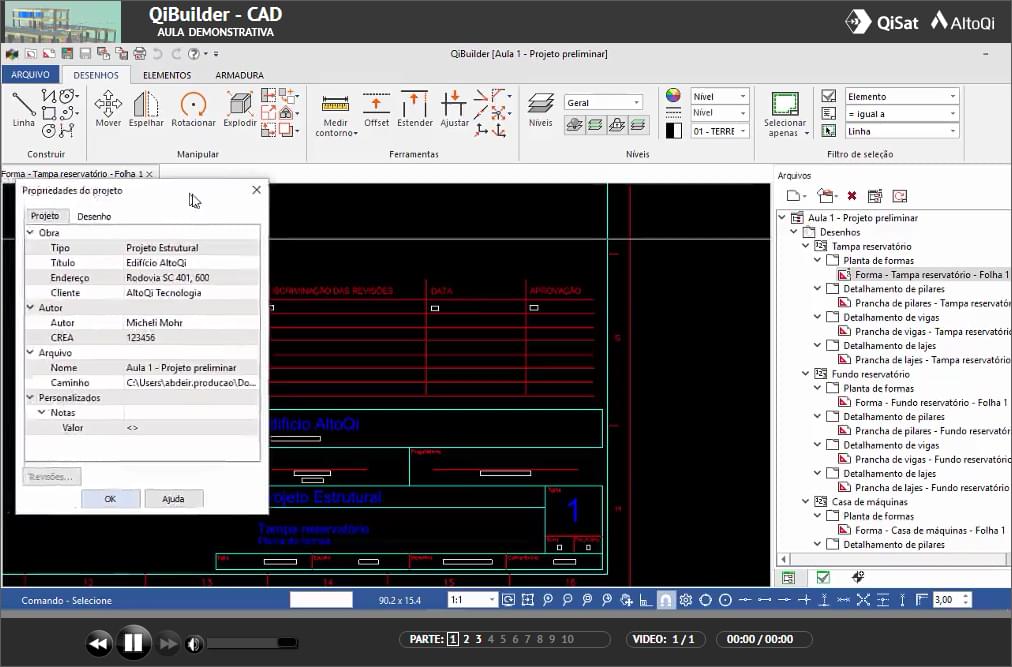 QiBuilder - CAD
AULA DEMONSTRATIVA
QiSat AltoQi
QiBuilder [Aula 1 - Projeto preliminar]
ARQUIVO DESENHOS ELEMENTOS ARMADURA
Linha
Construir
Mover Espelhar Rotacionar Explodir
Manipular
Medir contorno
Offset Estender Ajustar
Ferramentas
Níveis
Geral
Nível
Nível
01 - TERRE
Níveis
Selecionar apenas
Elemento
= igual a
Linha
Filtro de seleção
Forma - Tampa reservatório - Folha 1
Propriedades do projeto
Projeto Desenho
Obra
Tipo Projeto Estrutural
Título Edifício AltoQi
Endereço Rodovia SC 401, 600
Cliente AltoQi Tecnologia
Autor
Autor Micheli Mohr
CREA 123456
Arquivo
Nome Aula 1 - Projeto preliminar
Caminho C:\Users\abdeir.producao\Do...
Personalizados
Notas
Valor <>
Revisões...
OK Ajuda
DATA APROVAÇÃO
G
difício AltoQi
ojeto Estrutural
1
Tampa reservatório
Planta de forma
H
12 13 14 15 16
Arquivos
Aula 1 - Projeto preliminar
Desenhos
Tampa reservatório
Planta de formas
Forma - Tampa reservatório - Folha 1
Detalhamento de pilares
Prancha de pilares - Tampa reservató
Detalhamento de vigas
Prancha de vigas - Tampa reservatóri
Detalhamento de lajes
Prancha de lajes - Tampa reservatório
Fundo reservatório
Planta de formas
Forma - Fundo reservatório - Folha 1
Detalhamento de pilares
Prancha de pilares - Fundo reservatór
Detalhamento de vigas
Prancha de vigas - Fundo reservatório
Detalhamento de lajes
Prancha de lajes - Fundo reservatório
Casa de máquinas
Planta de formas
Forma - Casa de máquinas - Folha 1
Detalhamento de pilares
Comando - Selecione 90.2 x 15.4 1:1 3,00
PARTE: 1 2 3 4 5 6 7 8 9 10 VIDEO: 1 / 1 00:00 / 00:00